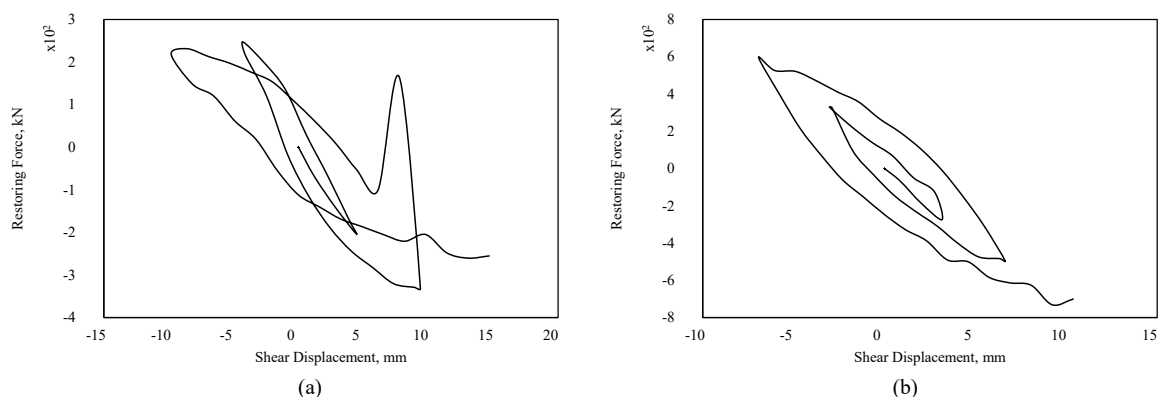 x10²
3
2
1
0
-1
-2
-3
-4
Restoring Force, kN
-15 -10 -5 0 5 10 15 20
Shear Displacement, mm
(a)
x10²
8
6
4
2
0
-2
-4
-6
-8
Restoring Force, kN
-10 -5 0 5 10 15
Shear Displacement, mm
(b)